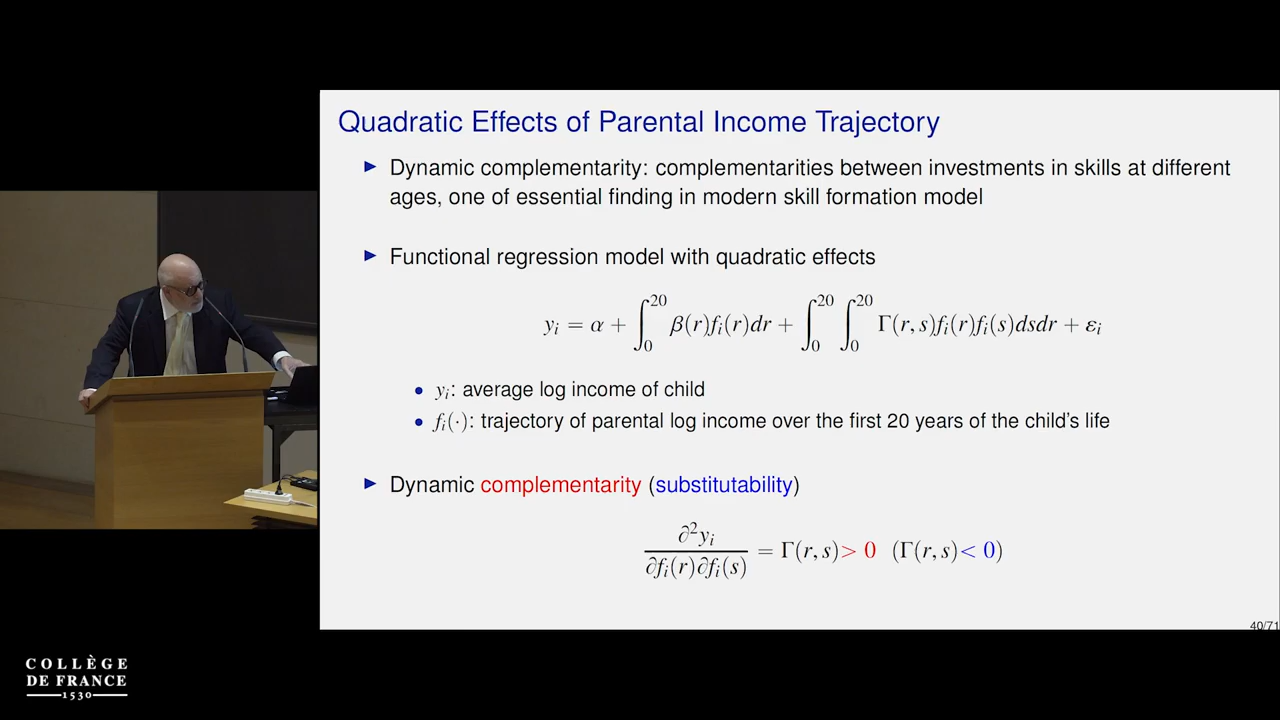 Quadratic Effects of Parental Income Trajectory
▶ Dynamic complementarity: complementarities between investments in skills at different
ages, one of essential finding in modern skill formation model
▶ Functional regression model with quadratic effects
y_i = α + ∫_0^20 β(r)f_i(r)dr + ∫_0^20 ∫_0^20 Γ(r, s)f_i(r)f_i(s)dsdr + ε_i
• y_i: average log income of child
• f_i(·): trajectory of parental log income over the first 20 years of the child's life
▶ Dynamic complementarity (substitutability)
∂²y_i / ∂f_i(r)∂f_i(s) = Γ(r, s) > 0 (Γ(r, s) < 0)
40/71
COLLÈGE
DE FRANCE
1530